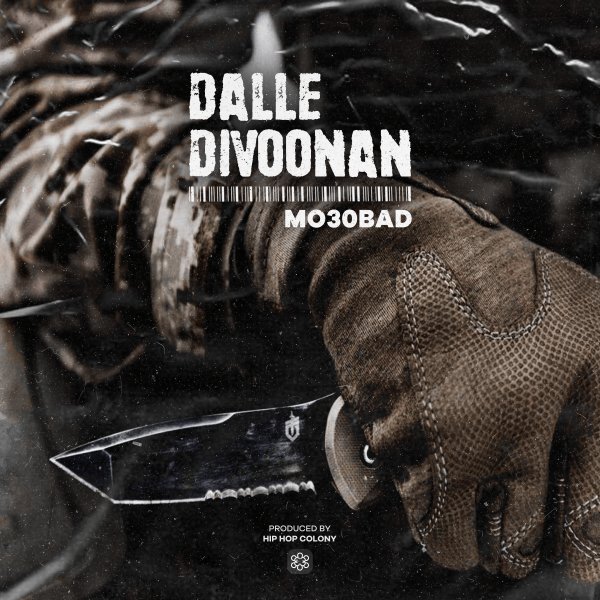 DALLE
DIVOONAN
MO30BAD
PRODUCED BY
HIP HOP COLONY